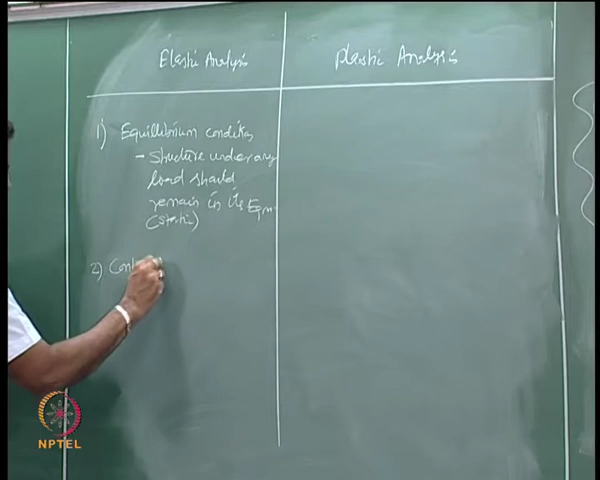 Elastic Analysis
Plastic Analysis
1) Equilibrium condition
- structure under any
load should
remain in its Eqm
(static)
2) Cont
NPTEL